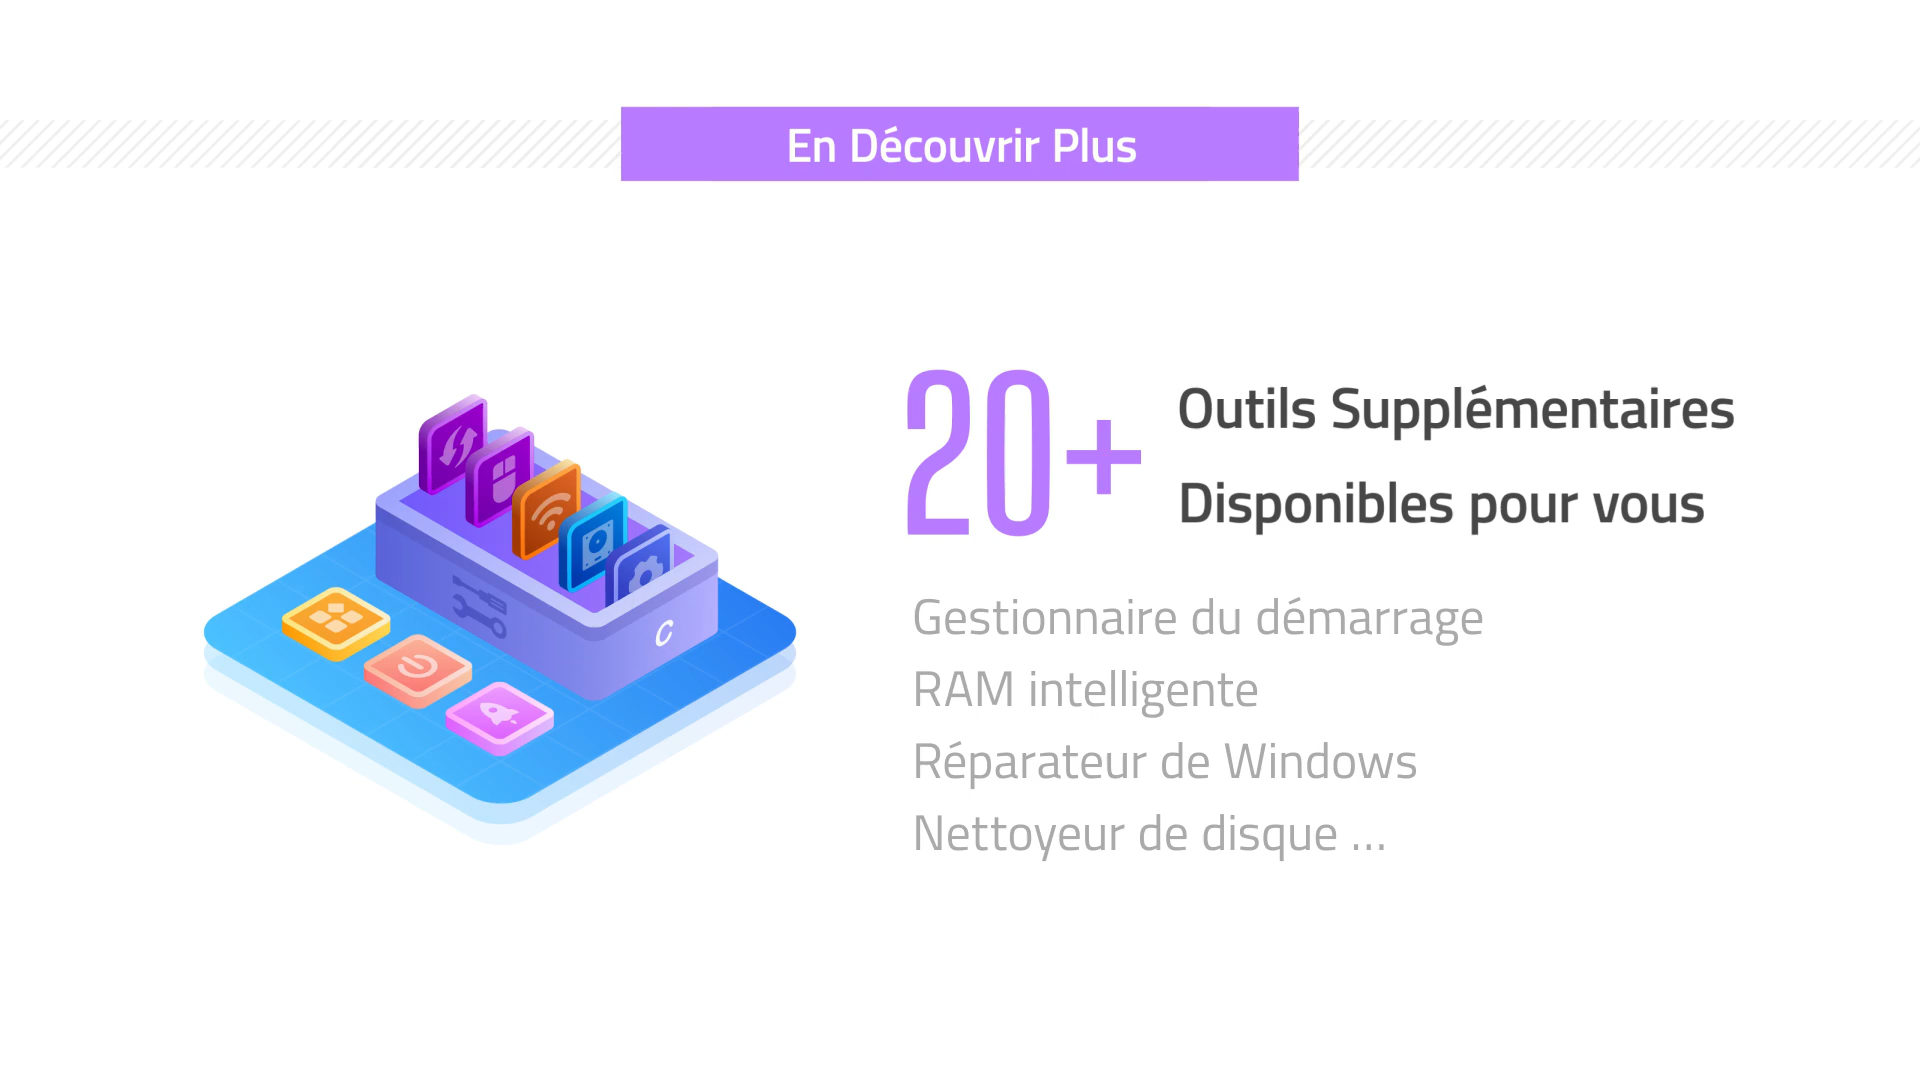 En Découvrir Plus
20+
Outils Supplémentaires
Disponibles pour vous
Gestionnaire du démarrage
RAM intelligente
Réparateur de Windows
Nettoyeur de disque ...
C